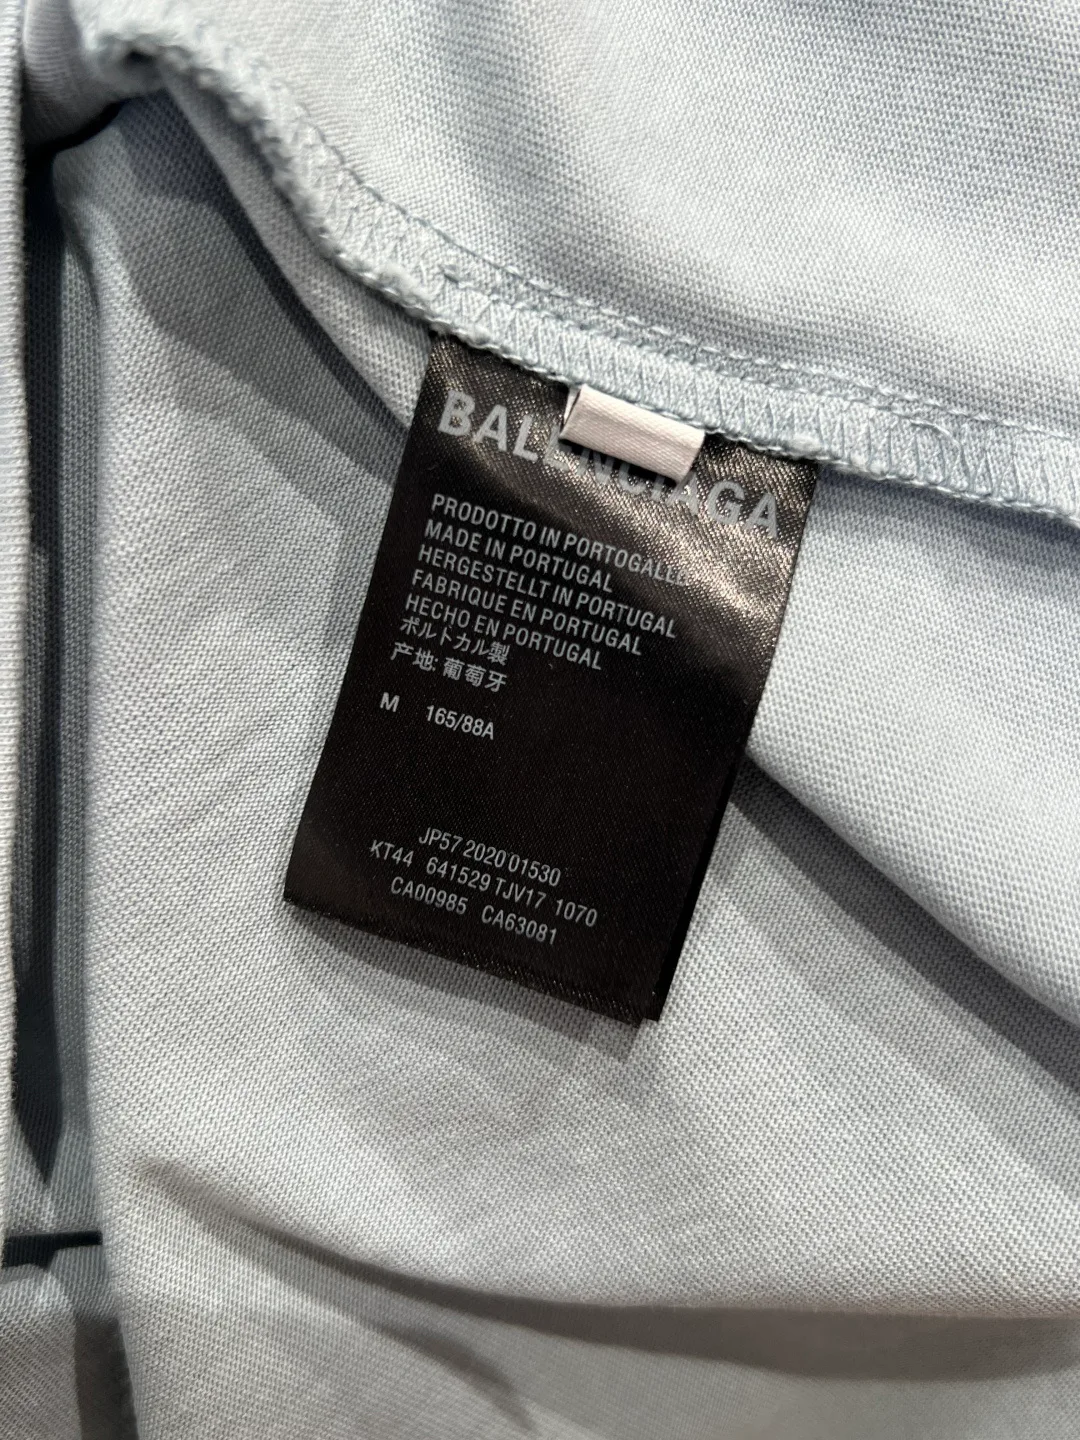 BALENCIAGA
PRODOTTO IN PORTOGALLO
MADE IN PORTUGAL
HERGESTELLT IN PORTUGAL
FABRIQUE EN PORTUGAL
HECHO EN PORTUGAL
ポルトカル製
产地: 葡萄牙
M 165/88A
JP57 2020'01530
KT44 641529 TJV17 1070
CA00985 CA63081